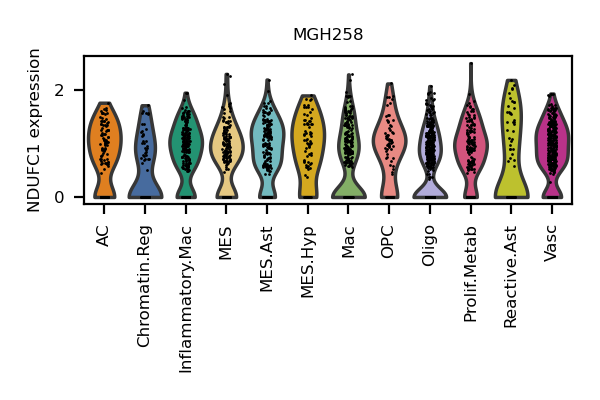 MGH258
NDUFC1 expression
2
0
AC
Chromatin.Reg
Inflammatory.Mac
MES
MES.Ast
MES.Hyp
Mac
OPC
Oligo
Prolif.Metab
Reactive.Ast
Vasc